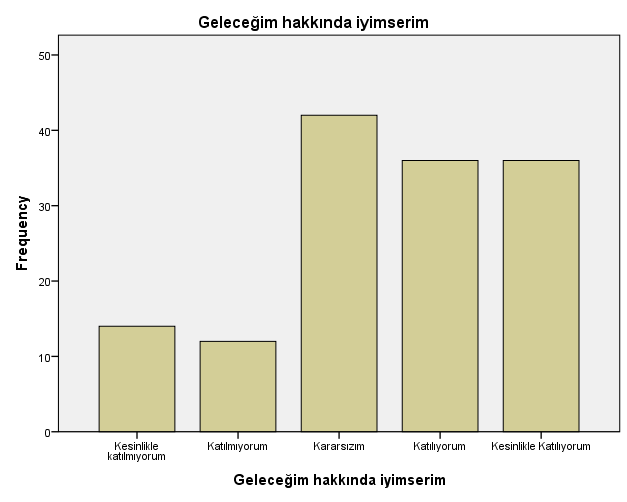 Geleceğim hakkında iyimserim
50
40
30
20
10
0
Frequency
Kesinlikle
katılmıyorum
Katılmıyorum
Kararsızım
Katılıyorum
Kesinlikle Katılıyorum
Geleceğim hakkında iyimserim